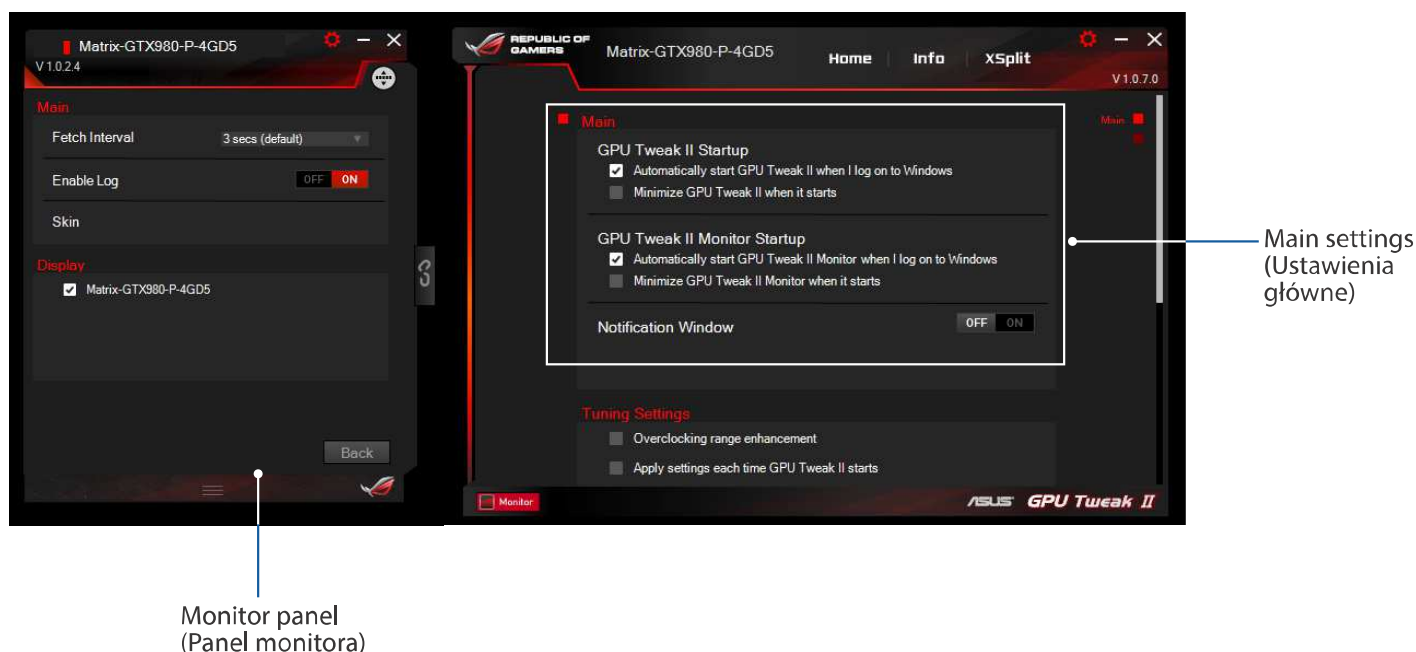 Matrix-GTX980-P-4GD5
V 1.0.2.4
Main
Fetch Interval 3 secs (default)
Enable Log OFF ON
Skin
Display
Matrix-GTX980-P-4GD5
Back
REPUBLIC OF
GAMERS
Matrix-GTX980-P-4GD5 Home Info XSplit
V 1.0.7.0
Main
Main
GPU Tweak II Startup
Automatically start GPU Tweak II when I log on to Windows
Minimize GPU Tweak II when it starts
GPU Tweak II Monitor Startup
Automatically start GPU Tweak II Monitor when I log on to Windows
Minimize GPU Tweak II Monitor when it starts
Notification Window OFF ON
Tuning Settings
Overclocking range enhancement
Apply settings each time GPU Tweak II starts
Monitor
ASUS GPU Tweak II
Main settings
(Ustawienia
główne)
Monitor panel
(Panel monitora)